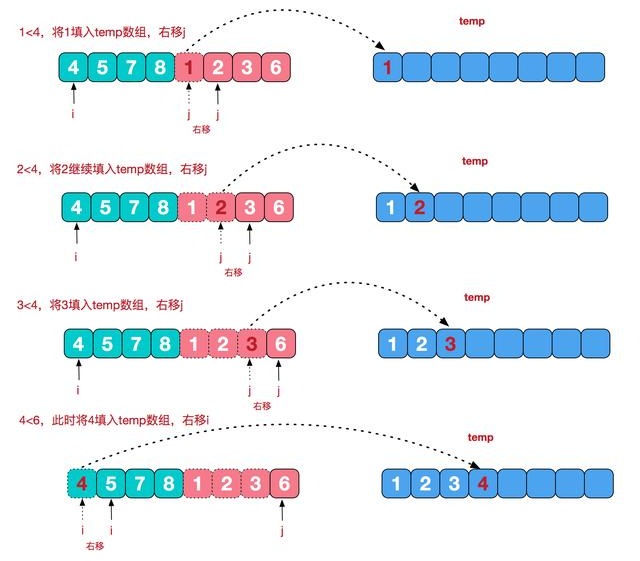 temp
1<4，将1填入temp数组，右移j
4 5 7 8 1 2 3 6
1
i j j
右移
temp
2<4，将2继续填入temp数组，右移j
4 5 7 8 1 2 3 6
1 2
i j j
右移
temp
3<4，将3填入temp数组，右移j
4 5 7 8 1 2 3 6
1 2 3
i j j
右移
4<6，此时将4填入temp数组，右移i
temp
4 5 7 8 1 2 3 6
1 2 3 4
i i j
右移